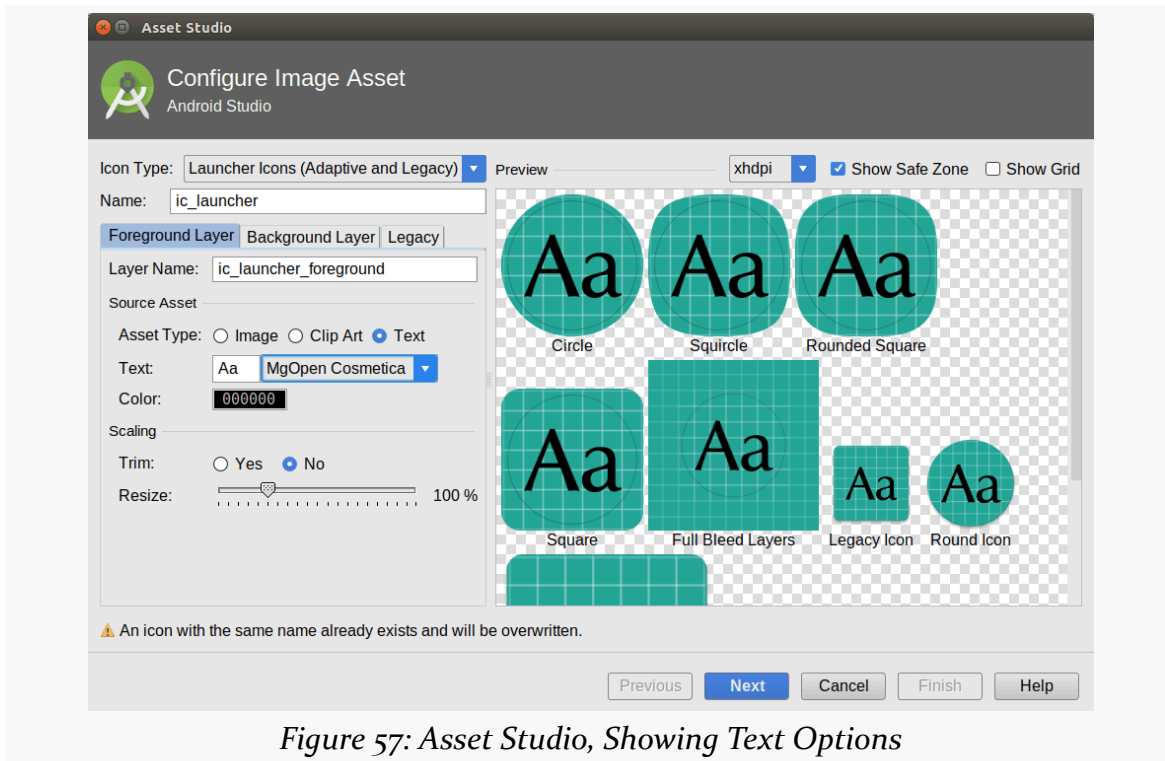 Asset Studio
Configure Image Asset
Android Studio
Icon Type: Launcher Icons (Adaptive and Legacy)
Name: ic_launcher
Foreground Layer Background Layer Legacy
Layer Name: ic_launcher_foreground
Source Asset
Asset Type: Image Clip Art Text
Text: Aa MgOpen Cosmetica
Color: 000000
Scaling
Trim: Yes No
Resize: 100 %
Preview xhdpi Show Safe Zone Show Grid
Aa Aa Aa
Circle Squircle Rounded Square
Aa Aa Aa Aa
Square Full Bleed Layers Legacy Icon Round Icon
An icon with the same name already exists and will be overwritten.
Previous Next Cancel Finish Help
Figure 57: Asset Studio, Showing Text Options